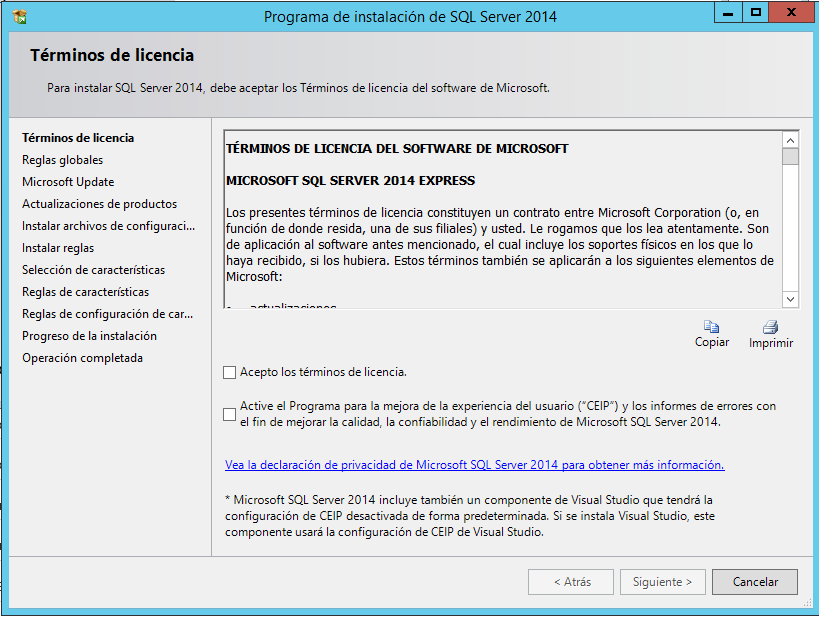 Programa de instalación de SQL Server 2014
Términos de licencia
Para instalar SQL Server 2014, debe aceptar los Términos de licencia del software de Microsoft.
Términos de licencia
Reglas globales
Microsoft Update
Actualizaciones de productos
Instalar archivos de configuraci...
Instalar reglas
Selección de características
Reglas de características
Reglas de configuración de car...
Progreso de la instalación
Operación completada
TÉRMINOS DE LICENCIA DEL SOFTWARE DE MICROSOFT
MICROSOFT SQL SERVER 2014 EXPRESS
Los presentes términos de licencia constituyen un contrato entre Microsoft Corporation (o, en
función de donde resida, una de sus filiales) y usted. Le rogamos que los lea atentamente. Son
de aplicación al software antes mencionado, el cual incluye los soportes físicos en los que lo
haya recibido, si los hubiera. Estos términos también se aplicarán a los siguientes elementos de
Microsoft:
• actualizaciones
Copiar
Imprimir
Acepto los términos de licencia.
Active el Programa para la mejora de la experiencia del usuario ("CEIP") y los informes de errores con
el fin de mejorar la calidad, la confiabilidad y el rendimiento de Microsoft SQL Server 2014.
Vea la declaración de privacidad de Microsoft SQL Server 2014 para obtener más información.
* Microsoft SQL Server 2014 incluye también un componente de Visual Studio que tendrá la
configuración de CEIP desactivada de forma predeterminada. Si se instala Visual Studio, este
componente usará la configuración de CEIP de Visual Studio.
< Atrás
Siguiente >
Cancelar